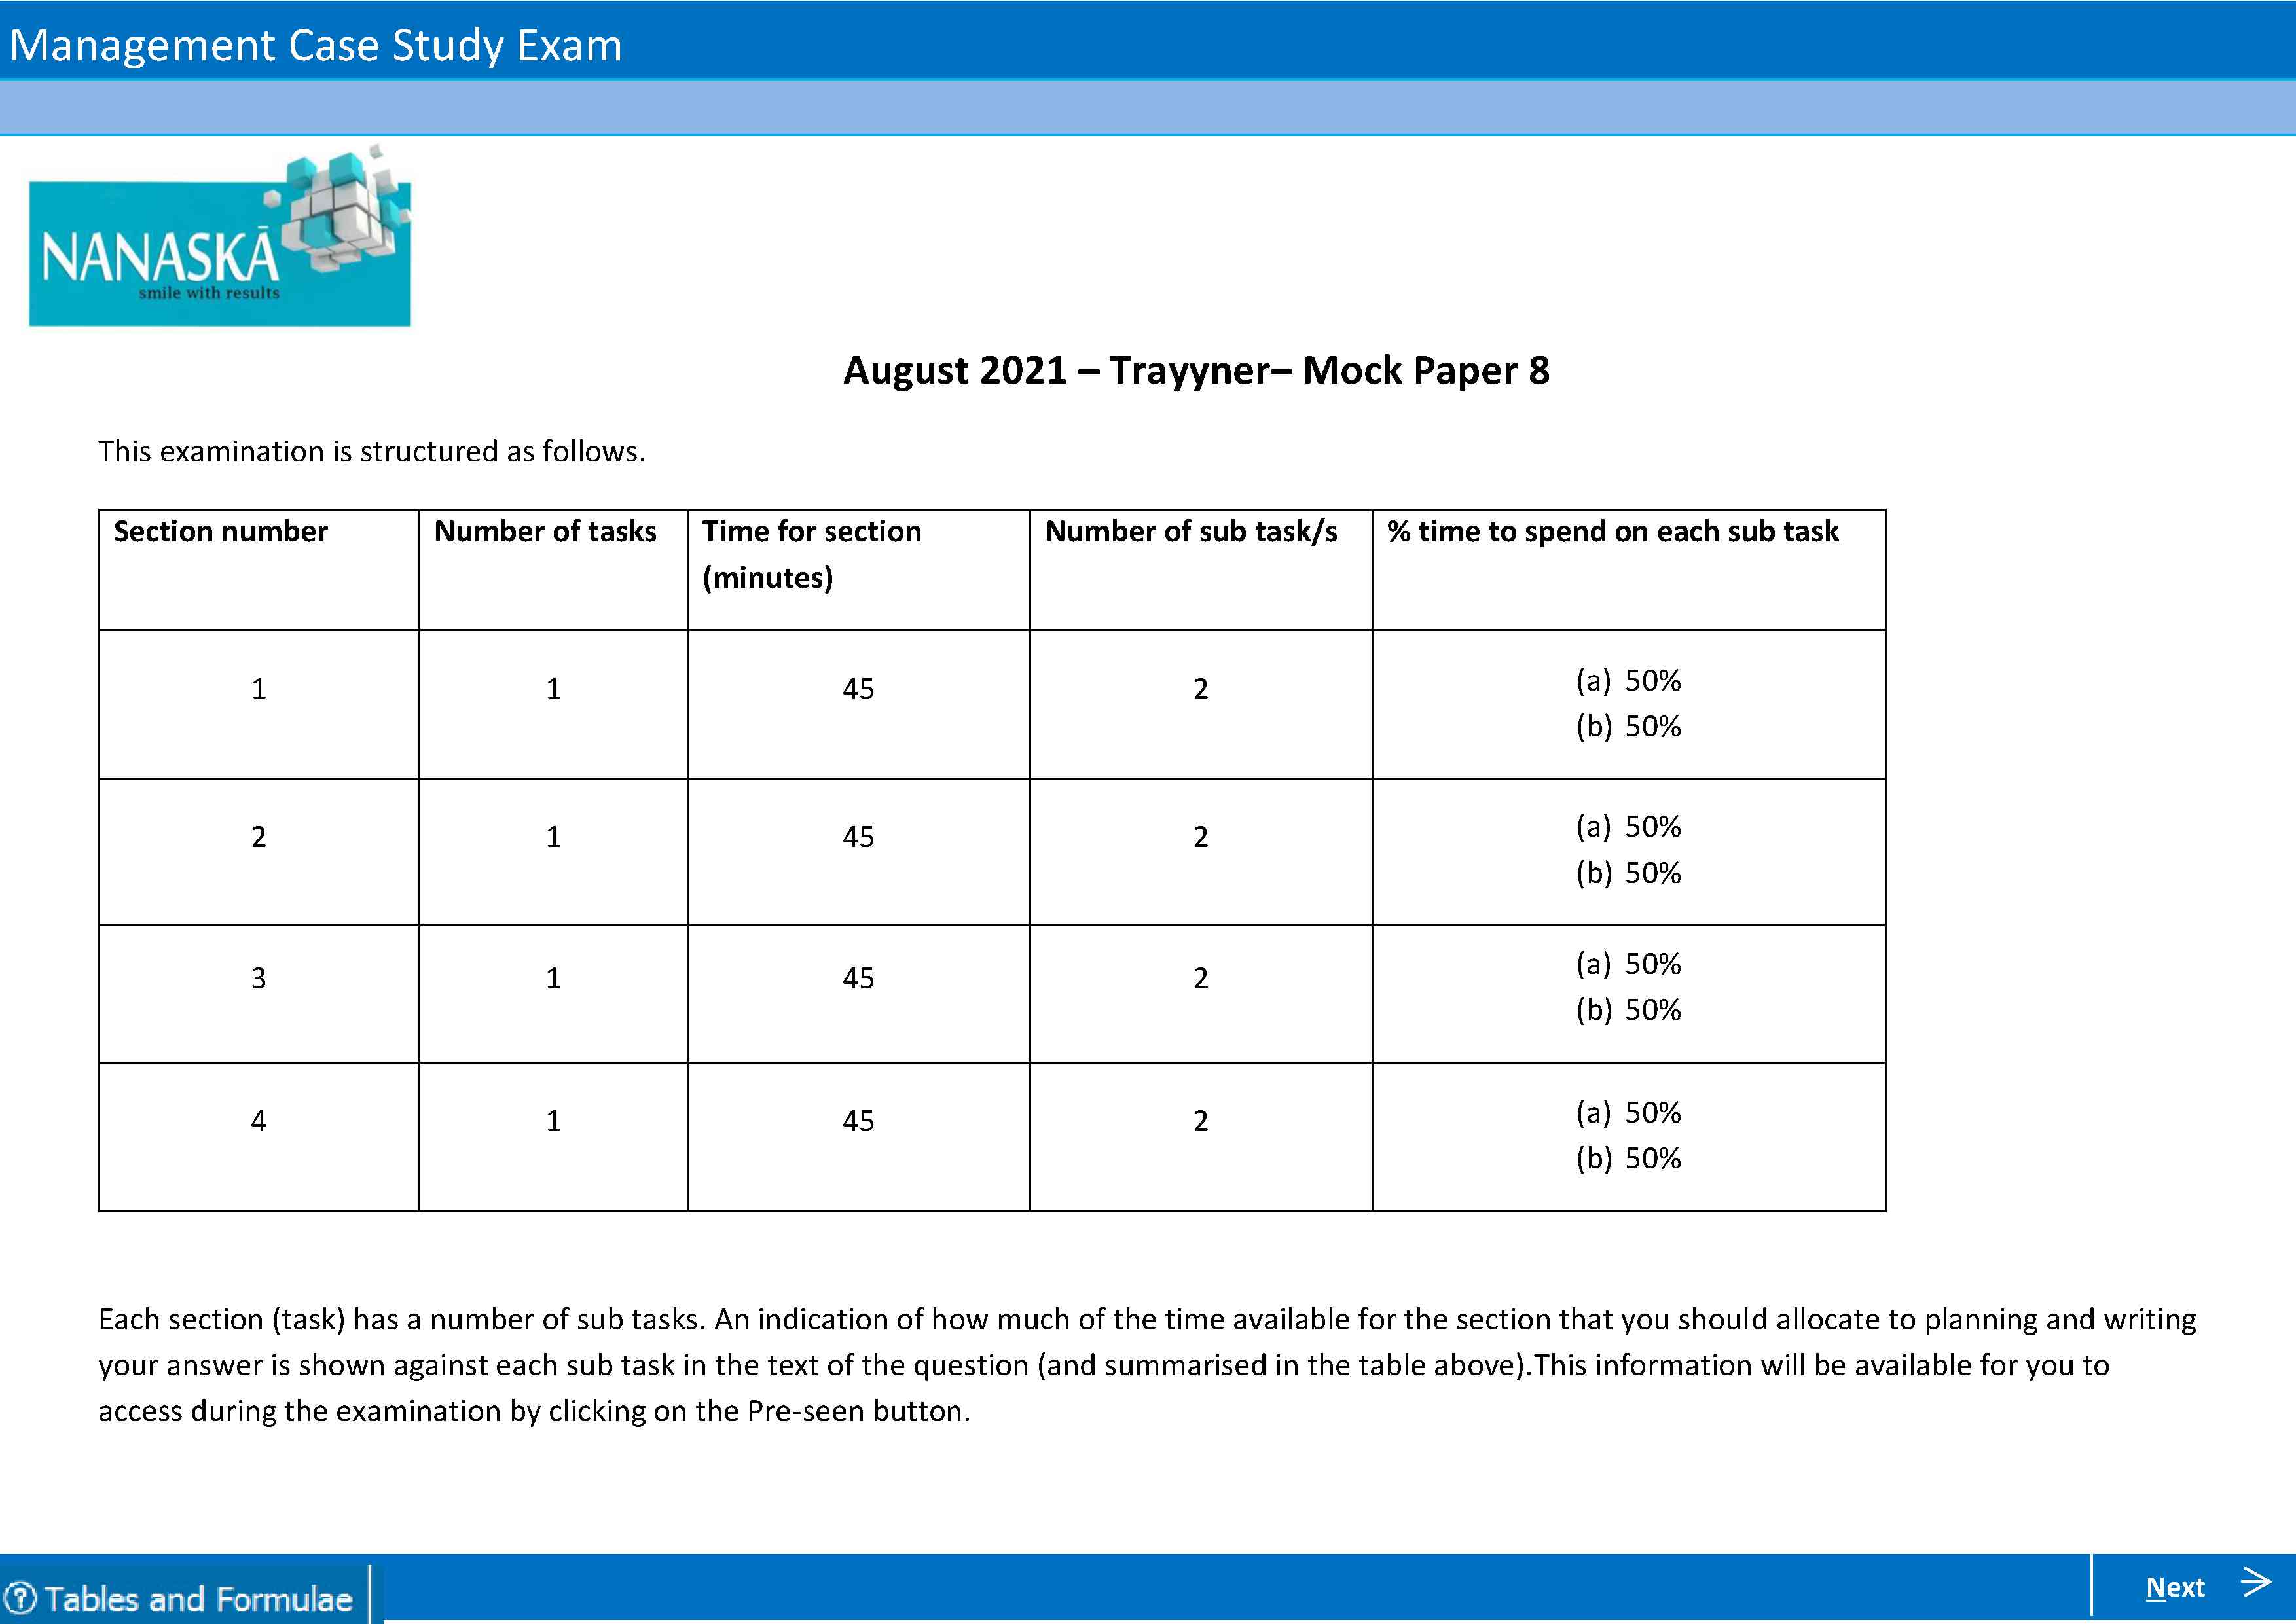 Management Case Study Exam
NANASKĀ
smile with results
August 2021 – Trayyner– Mock Paper 8
This examination is structured as follows.
Section number Number of tasks Time for section (minutes) Number of sub task/s % time to spend on each sub task
1 1 45 2 (a) 50% (b) 50%
2 1 45 2 (a) 50% (b) 50%
3 1 45 2 (a) 50% (b) 50%
4 1 45 2 (a) 50% (b) 50%
Each section (task) has a number of sub tasks. An indication of how much of the time available for the section that you should allocate to planning and writing
your answer is shown against each sub task in the text of the question (and summarised in the table above).This information will be available for you to
access during the examination by clicking on the Pre-seen button.
Tables and Formulae
Next